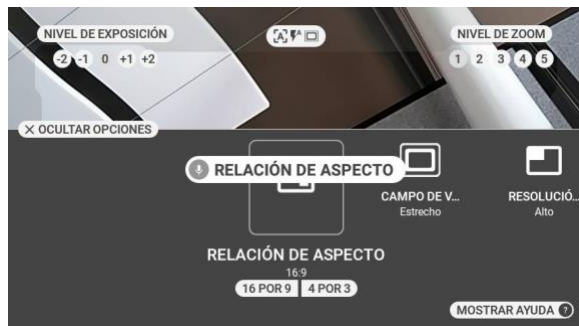 NIVEL DE EXPOSICIÓN
-2 -1 0 +1 +2
[A] A
NIVEL DE ZOOM
1 2 3 4 5
OCULTAR OPCIONES
RELACIÓN DE ASPECTO
CAMPO DE V...
Estrecho
RESOLUCIÓ...
Alto
RELACIÓN DE ASPECTO
16:9
16 POR 9 4 POR 3
MOSTRAR AYUDA ?